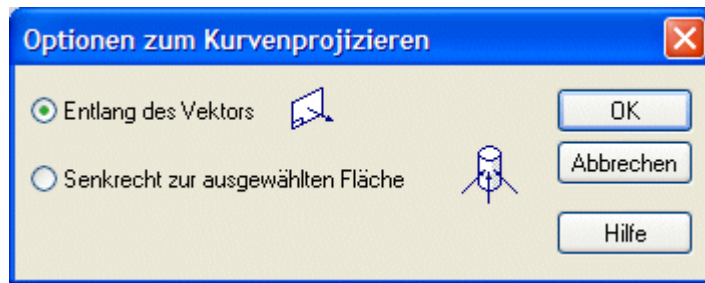 Optionen zum Kurvenprojizieren
Entlang des Vektors
OK
Senkrecht zur ausgewählten Fläche
Abbrechen
Hilfe